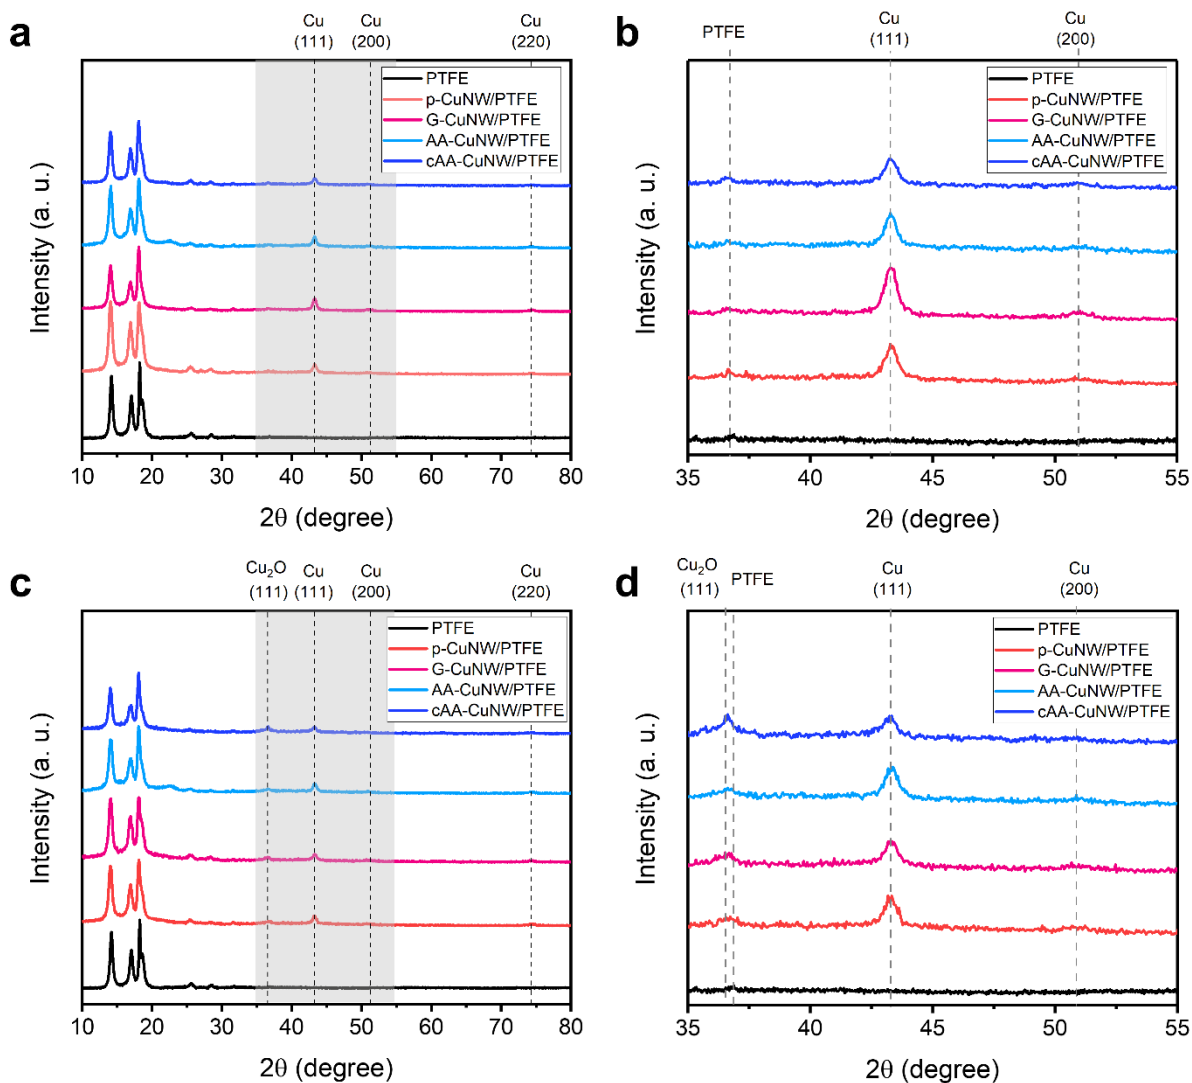 a
Cu
(111)
Cu
(200)
Cu
(220)
PTFE
p-CuNW/PTFE
G-CuNW/PTFE
AA-CuNW/PTFE
cAA-CuNW/PTFE
Intensity (a. u.)
10 20 30 40 50 60 70 80
2θ (degree)
b
PTFE
Cu
(111)
Cu
(200)
PTFE
p-CuNW/PTFE
G-CuNW/PTFE
AA-CuNW/PTFE
cAA-CuNW/PTFE
Intensity (a. u.)
35 40 45 50 55
2θ (degree)
c
Cu₂O
(111)
Cu
(111)
Cu
(200)
Cu
(220)
PTFE
p-CuNW/PTFE
G-CuNW/PTFE
AA-CuNW/PTFE
cAA-CuNW/PTFE
Intensity (a. u.)
10 20 30 40 50 60 70 80
2θ (degree)
d
Cu₂O
(111)
PTFE
Cu
(111)
Cu
(200)
PTFE
p-CuNW/PTFE
G-CuNW/PTFE
AA-CuNW/PTFE
cAA-CuNW/PTFE
Intensity (a. u.)
35 40 45 50 55
2θ (degree)